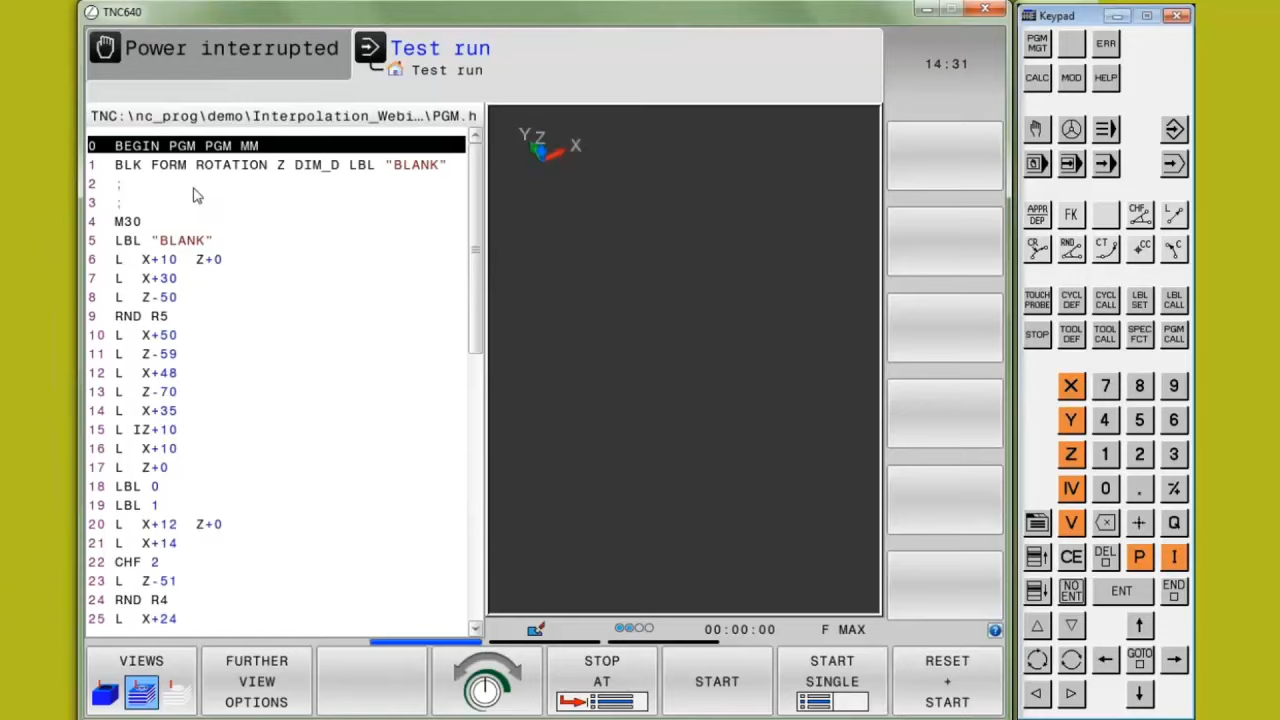 TNC640
Power interrupted
Test run
Test run
14:31
TNC:\nc_prog\demo\Interpolation_Webi…\PGM.h
0 BEGIN PGM PGM MM
1 BLK FORM ROTATION Z DIM_D LBL "BLANK"
2 ;
3 ;
4 M30
5 LBL "BLANK"
6 L X+10 Z+0
7 L X+30
8 L Z-50
9 RND R5
10 L X+50
11 L Z-59
12 L X+48
13 L Z-70
14 L X+35
15 L IZ+10
16 L X+10
17 L Z+0
18 LBL 0
19 LBL 1
20 L X+12 Z+0
21 L X+14
22 CHF 2
23 L Z-51
24 RND R4
25 L X+24
Y Z X
00:00:00 F MAX
VIEWS
FURTHER
VIEW
OPTIONS
STOP
AT
START
START
SINGLE
RESET
+
START
Keypad
PGM MGT ERR
CALC MOD HELP
APPR DEP FK CHF L
CR RND CT CC C
TOUCH PROBE CYCL DEF CYCL CALL LBL SET LBL CALL
STOP TOOL DEF TOOL CALL SPEC FCT PGM CALL
X 7 8 9
Y 4 5 6
Z 1 2 3
IV 0 . ⁄+
V + Q
CE DEL P I
NO ENT ENT END
GOTO